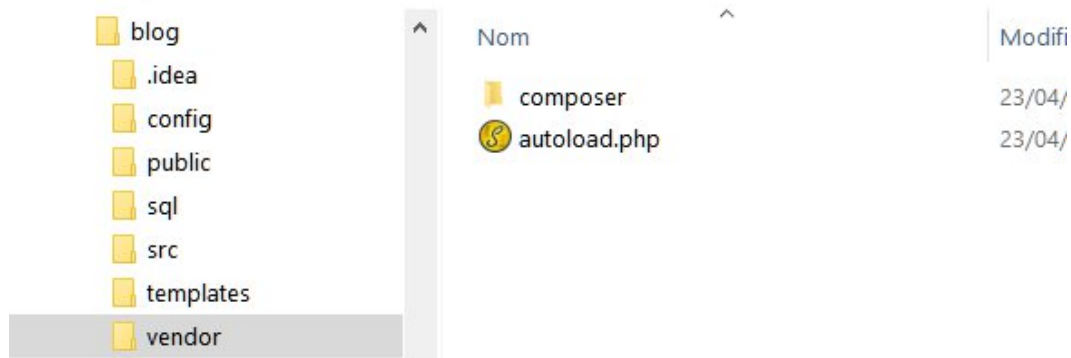 blog
.idea
config
public
sql
src
templates
vendor
Nom Modifi
composer 23/04/
autoload.php 23/04/